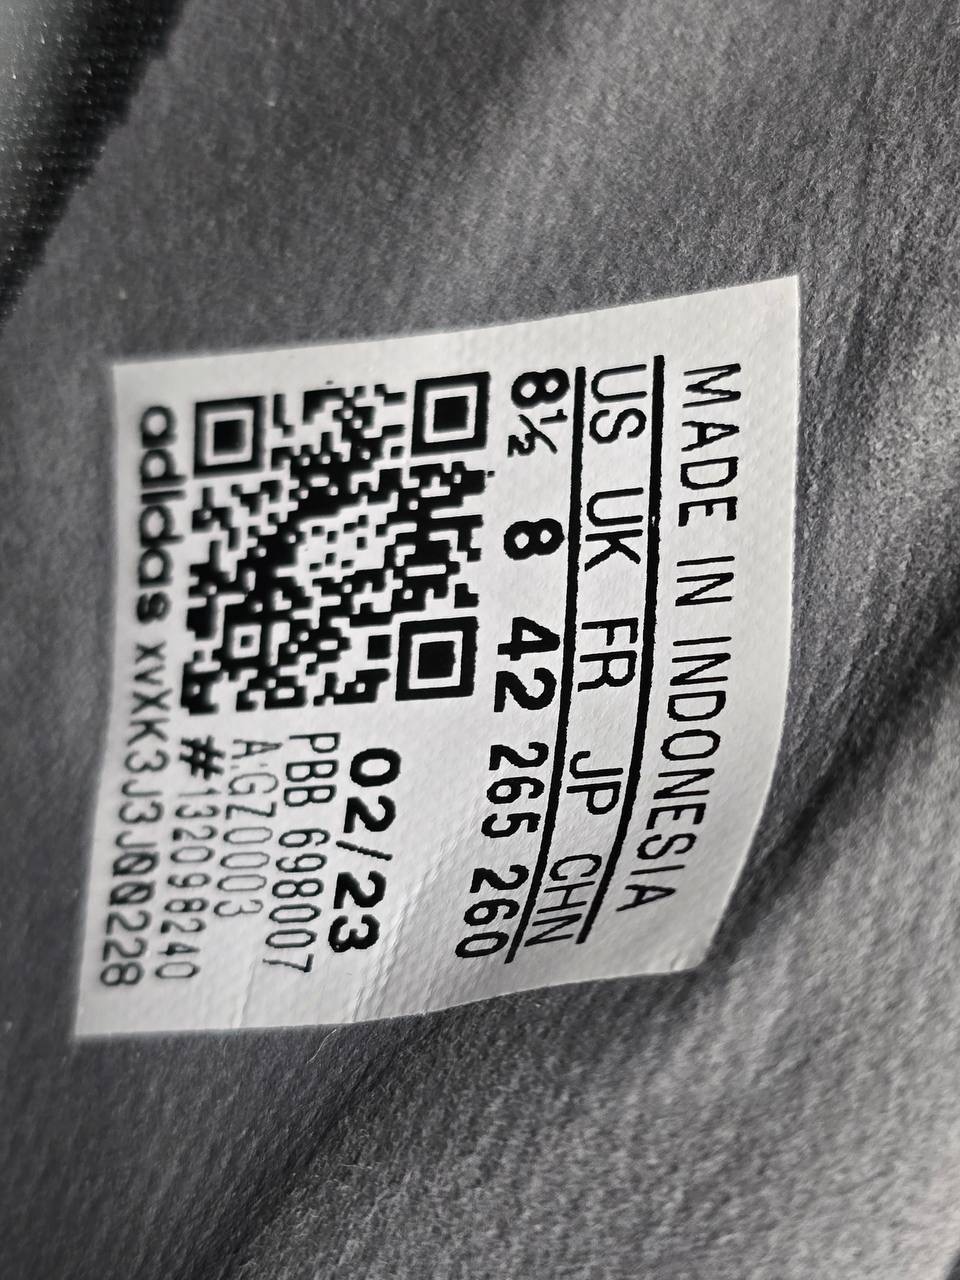 MADE IN INDONESIA
US UK FR JP CHN
8½ 8 42 265 260
02/23
PBB 698007
A:GZ0003
#132098240
adidas XVXK3J3JQQ228